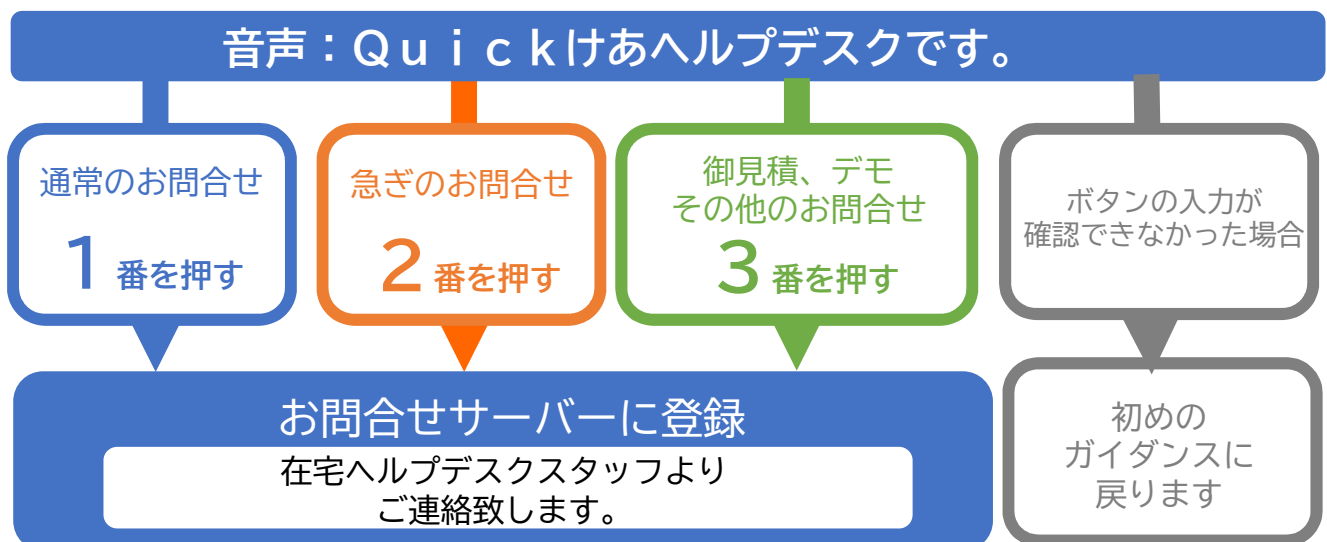 音声：Ｑｕｉｃｋけあヘルプデスクです。
通常のお問合せ
1 番を押す
急ぎのお問合せ
2 番を押す
御見積、デモ
その他のお問合せ
3 番を押す
ボタンの入力が
確認できなかった場合
お問合せサーバーに登録
在宅ヘルプデスクスタッフより
ご連絡致します。
初めの
ガイダンスに
戻ります